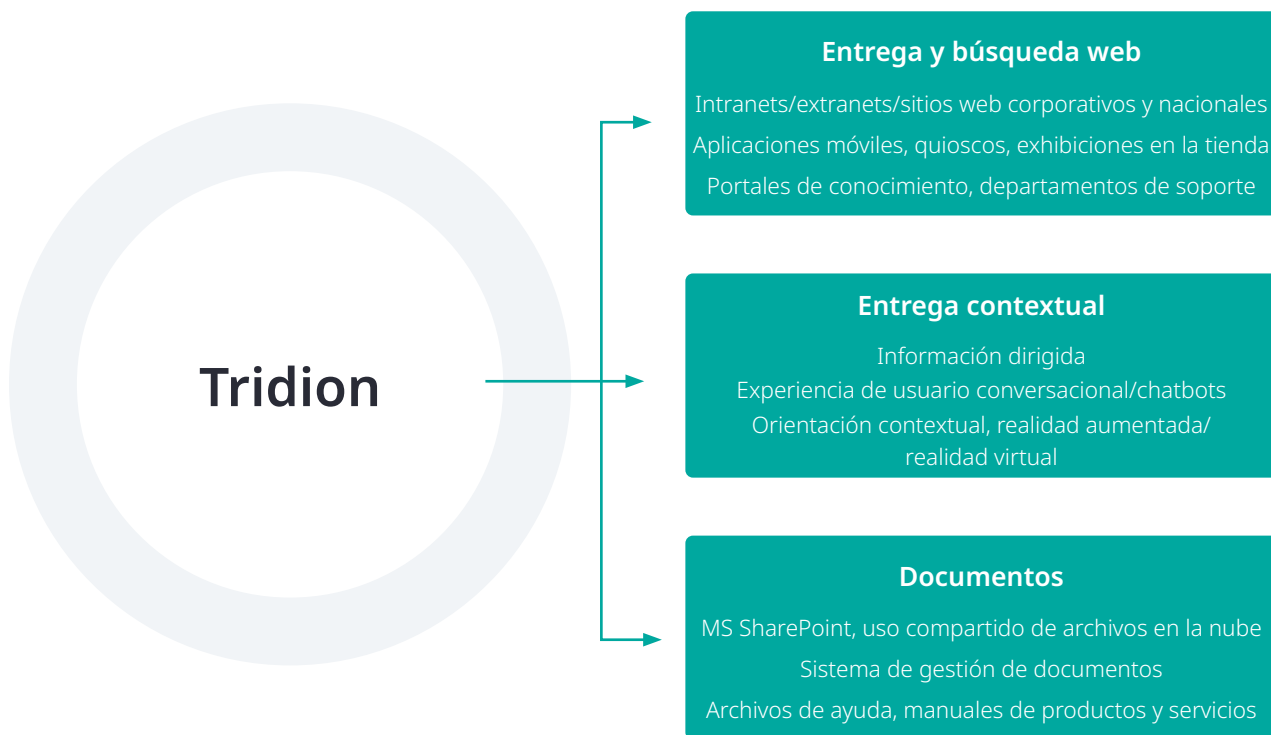 Tridion
Entrega y búsqueda web
Intranets/extranets/sitios web corporativos y nacionales
Aplicaciones móviles, quioscos, exhibiciones en la tienda
Portales de conocimiento, departamentos de soporte
Entrega contextual
Información dirigida
Experiencia de usuario conversacional/chatbots
Orientación contextual, realidad aumentada/
realidad virtual
Documentos
MS SharePoint, uso compartido de archivos en la nube
Sistema de gestión de documentos
Archivos de ayuda, manuales de productos y servicios